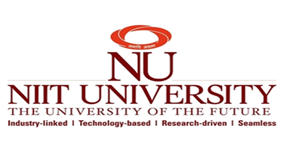 NU
NIIT UNIVERSITY
THE UNIVERSITY OF THE FUTURE
Industry-linked | Technology-based | Research-driven | Seamless